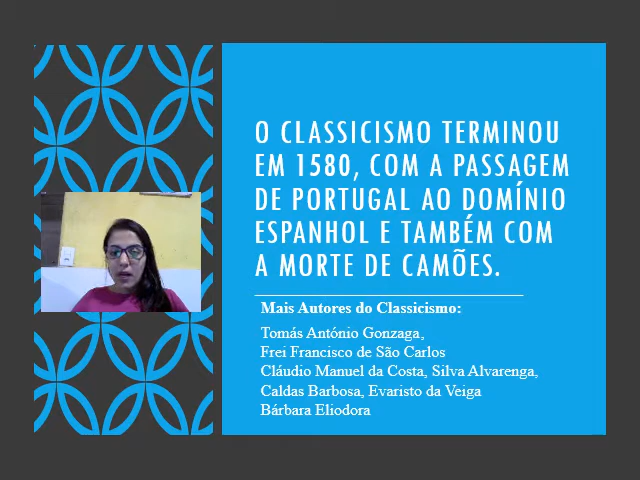 O CLASSICISMO TERMINOU
EM 1580, COM A PASSAGEM
DE PORTUGAL AO DOMÍNIO
ESPANHOL E TAMBÉM COM
A MORTE DE CAMÕES.
Mais Autores do Classicismo:
Tomás António Gonzaga,
Frei Francisco de São Carlos
Cláudio Manuel da Costa, Silva Alvarenga,
Caldas Barbosa, Evaristo da Veiga
Bárbara Eliodora